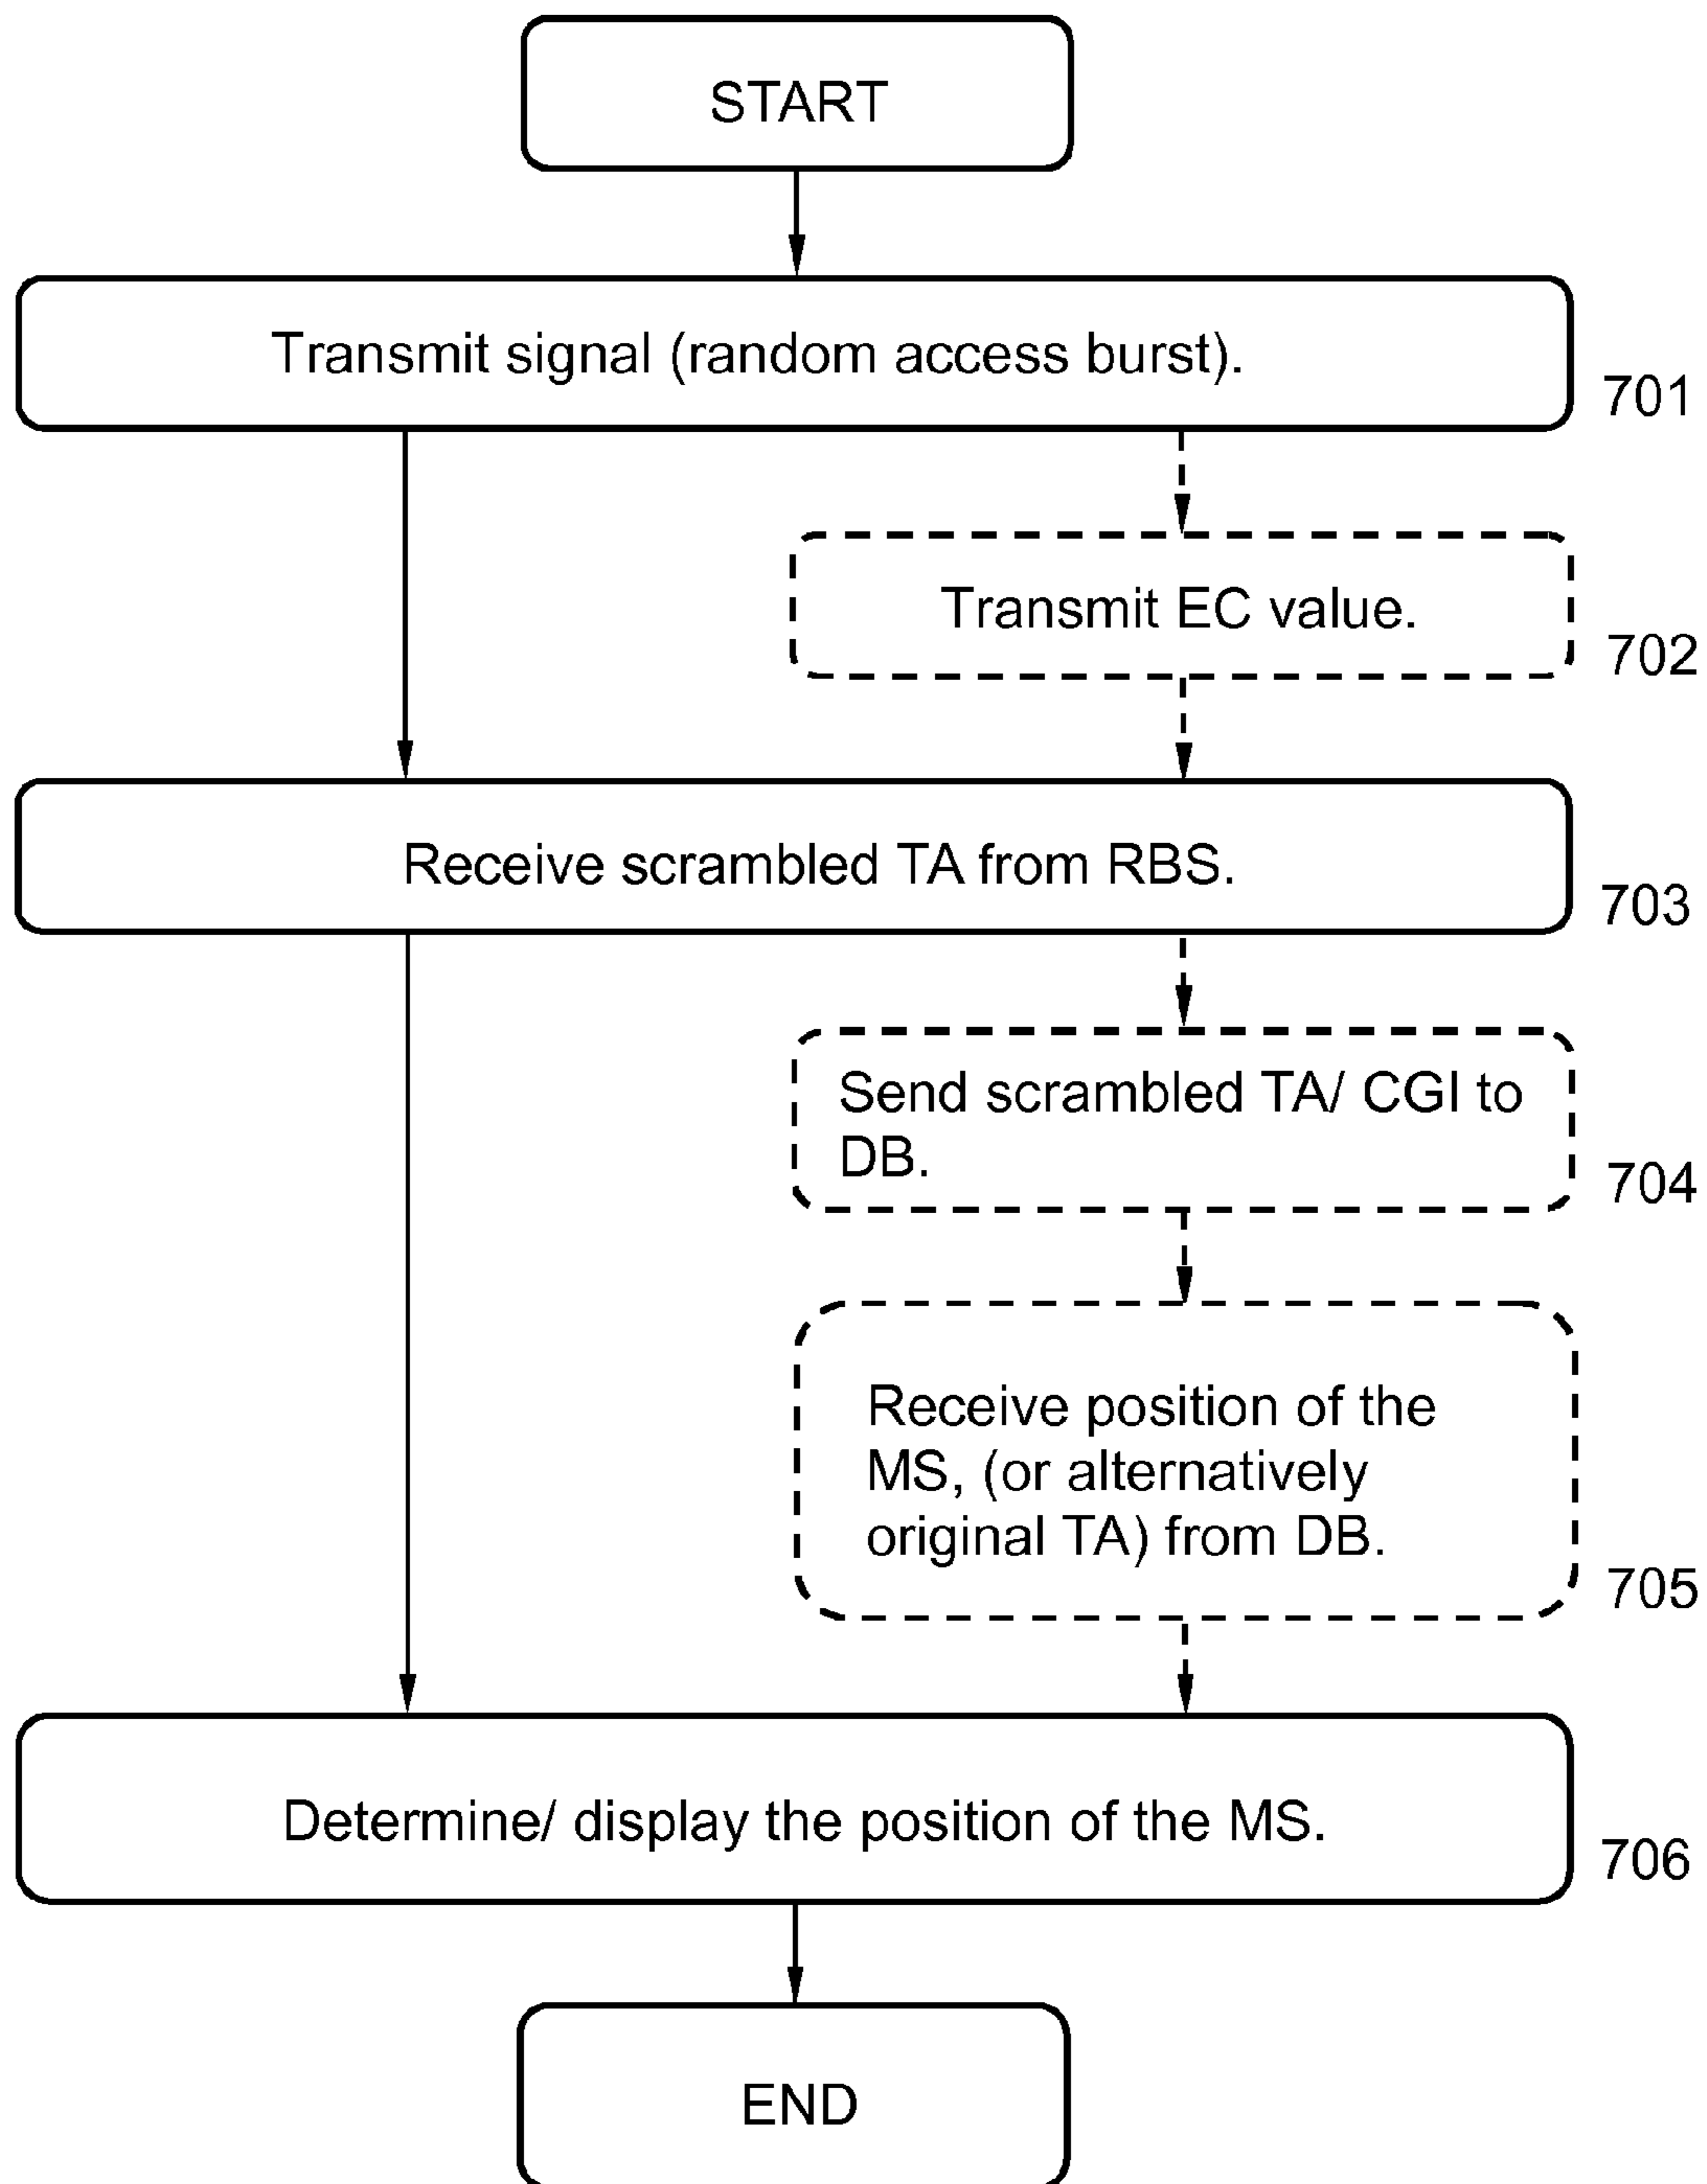 START
Transmit signal (random access burst).
701
Transmit EC value.
702
Receive scrambled TA from RBS.
703
Send scrambled TA/ CGI to
DB.
704
Receive position of the
MS, (or alternatively
original TA) from DB.
705
Determine/ display the position of the MS.
706
END